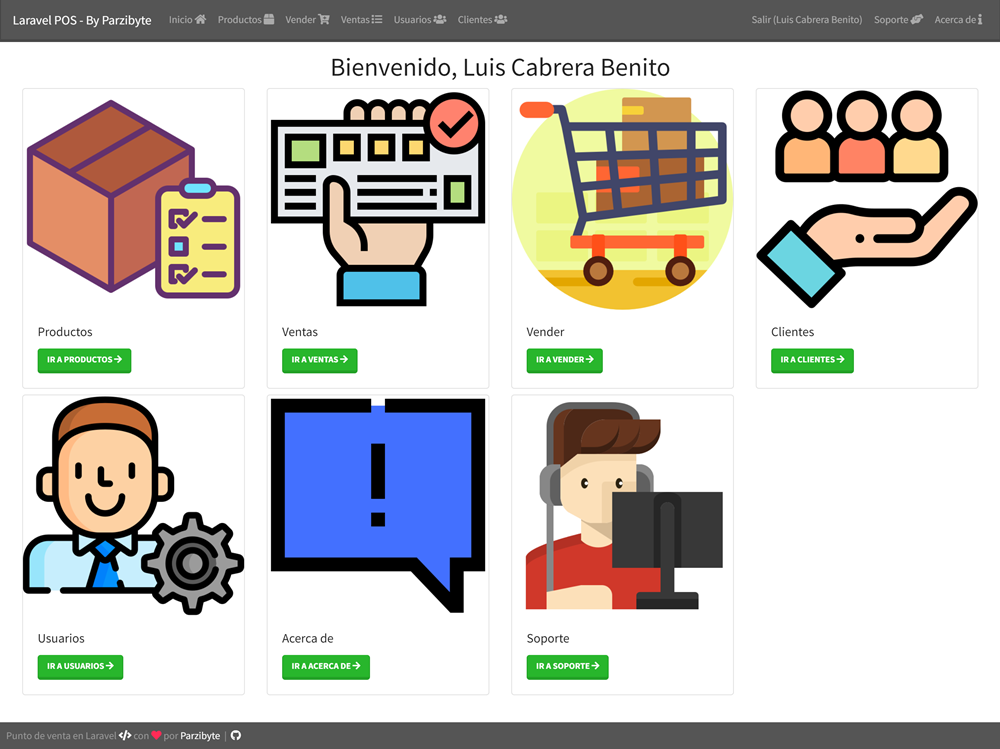 Laravel POS - By Parzibyte Inicio Productos Vender Ventas Usuarios Clientes Salir (Luis Cabrera Benito) Soporte Acerca de
Bienvenido, Luis Cabrera Benito
Productos
IR A PRODUCTOS
Ventas
IR A VENTAS
Vender
IR A VENDER
Clientes
IR A CLIENTES
Usuarios
IR A USUARIOS
Acerca de
IR A ACERCA DE
Soporte
IR A SOPORTE
Punto de venta en Laravel con por Parzibyte |